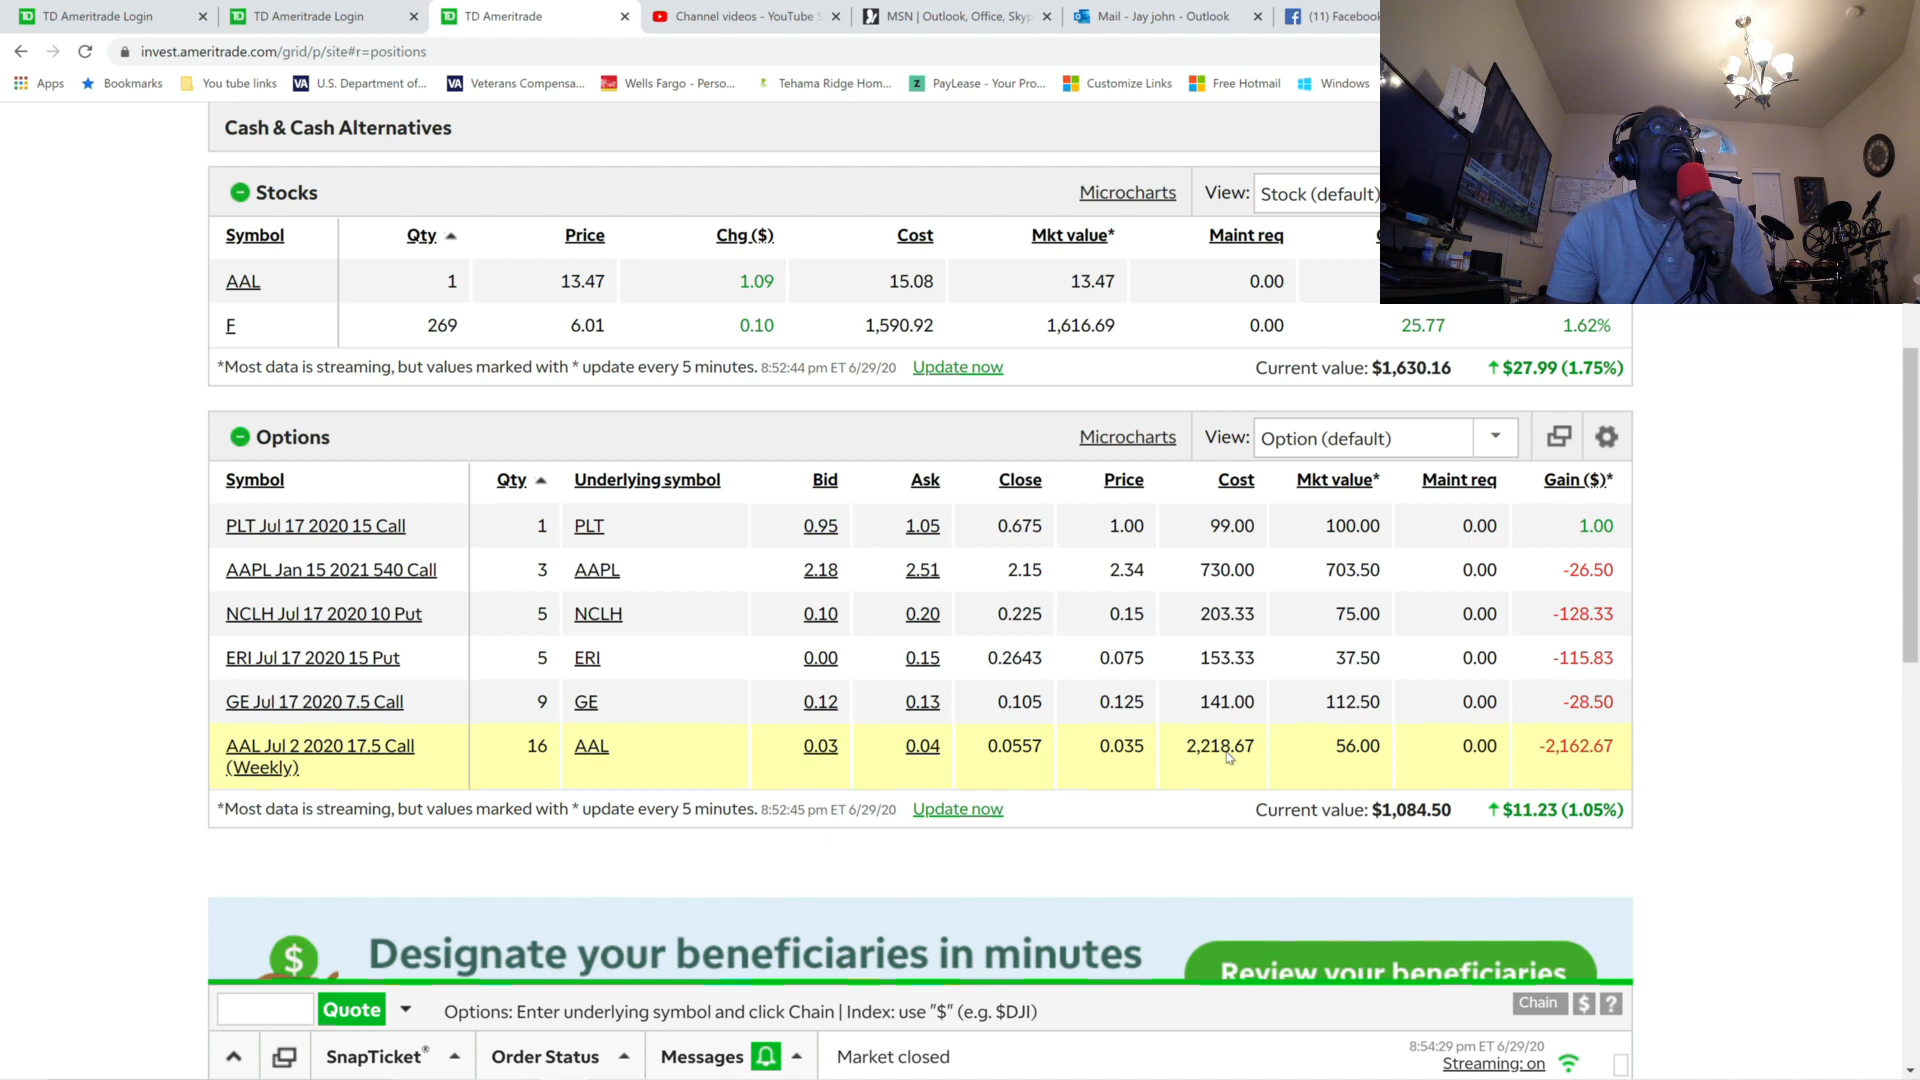 TD Ameritrade Login
TD Ameritrade Login
TD Ameritrade
Channel videos - YouTube S
MSN | Outlook, Office, Skyp
Mail - Jay john - Outlook
(11) Facebook
invest.ameritrade.com/grid/p/site#r=positions
Apps
Bookmarks
You tube links
VA U.S. Department of...
VA Veterans Compensa...
Wells Fargo - Perso...
Tehama Ridge Hom...
Z PayLease - Your Pro...
Customize Links
Free Hotmail
Windows
Cash & Cash Alternatives
Stocks Microcharts View: Stock (default)
Symbol Qty Price Chg ($) Cost Mkt value* Maint req
AAL 1 13.47 1.09 15.08 13.47 0.00
F 269 6.01 0.10 1,590.92 1,616.69 0.00 25.77 1.62%
*Most data is streaming, but values marked with * update every 5 minutes. 8:52:44 pm ET 6/29/20 Update now Current value: $1,630.16 $27.99 (1.75%)
Options Microcharts View: Option (default)
Symbol Qty Underlying symbol Bid Ask Close Price Cost Mkt value* Maint req Gain ($)*
PLT Jul 17 2020 15 Call 1 PLT 0.95 1.05 0.675 1.00 99.00 100.00 0.00 1.00
AAPL Jan 15 2021 540 Call 3 AAPL 2.18 2.51 2.15 2.34 730.00 703.50 0.00 -26.50
NCLH Jul 17 2020 10 Put 5 NCLH 0.10 0.20 0.225 0.15 203.33 75.00 0.00 -128.33
ERI Jul 17 2020 15 Put 5 ERI 0.00 0.15 0.2643 0.075 153.33 37.50 0.00 -115.83
GE Jul 17 2020 7.5 Call 9 GE 0.12 0.13 0.105 0.125 141.00 112.50 0.00 -28.50
AAL Jul 2 2020 17.5 Call 16 AAL 0.03 0.04 0.0557 0.035 2,218.67 56.00 0.00 -2,162.67
(Weekly)
*Most data is streaming, but values marked with * update every 5 minutes. 8:52:45 pm ET 6/29/20 Update now Current value: $1,084.50 $11.23 (1.05%)
$ Designate your beneficiaries in minutes Review your beneficiaries
Quote Options: Enter underlying symbol and click Chain | Index: use "$" (e.g. $DJI) Chain $ ?
SnapTicket® Order Status Messages Market closed
8:54:29 pm ET 6/29/20
Streaming: on